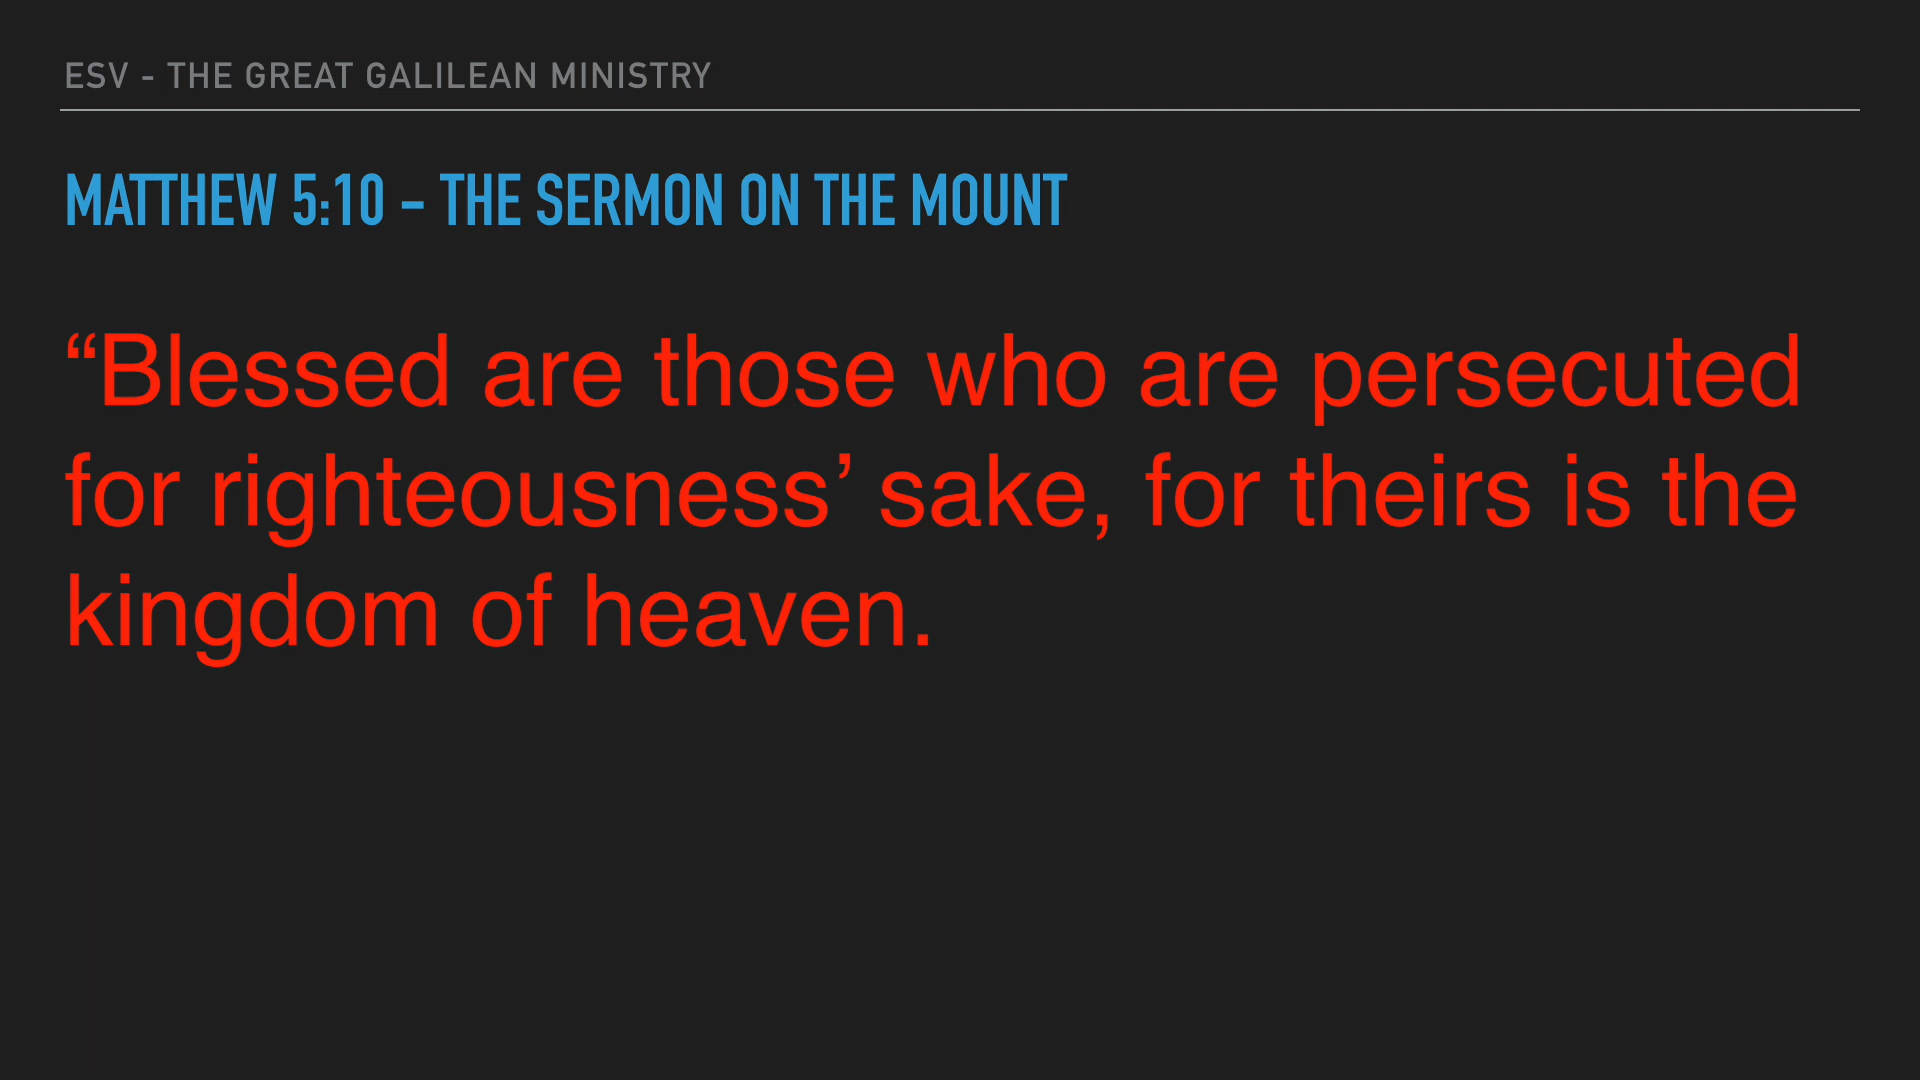 ESV - THE GREAT GALILEAN MINISTRY
MATTHEW 5:10 - THE SERMON ON THE MOUNT
“Blessed are those who are persecuted
for righteousness’ sake, for theirs is the
kingdom of heaven.